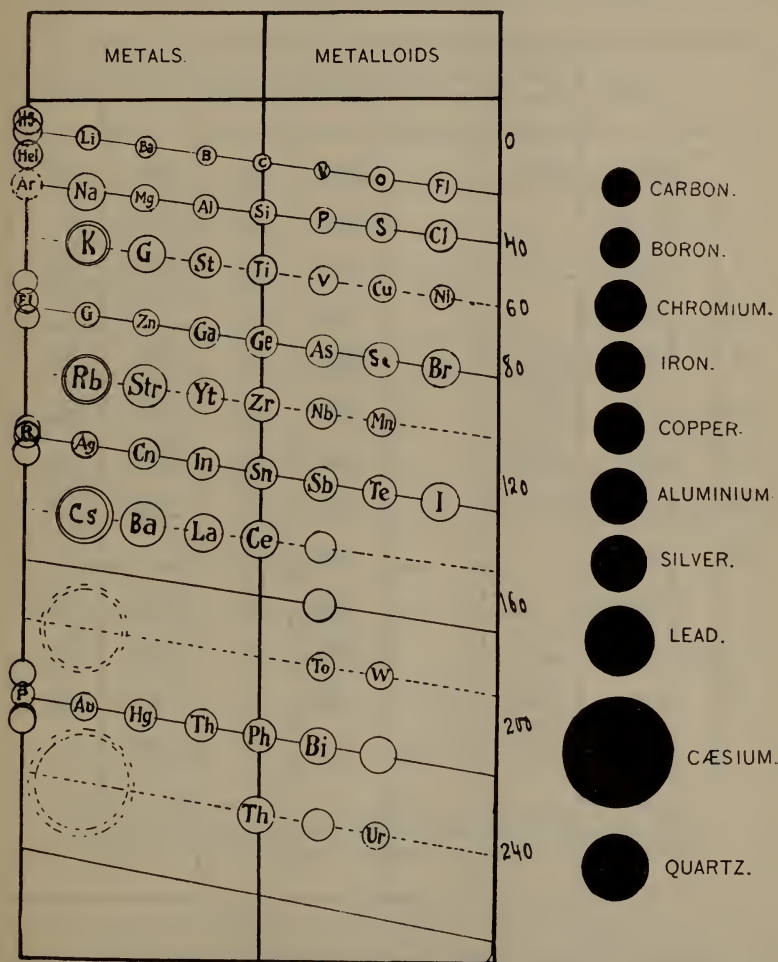 METALS. METALLOIDS
0
Li Ba B C O Fl
Hel
Ar Na Mg Al Si P S Cl
40
K G St Ti V Cu Ni
60
G Zn Ga Ge As Se Br
80
Rb Str Yt Zr Nb Mn
R Ag Cn In Sn Sb Te I
120
Cs Ba La Ce
160
To W
P Au Hg Th Ph Bi
200
Th Ur
240
CARBON.
BORON.
CHROMIUM.
IRON.
COPPER.
ALUMINIUM
SILVER.
LEAD.
CÆSIUM.
QUARTZ.